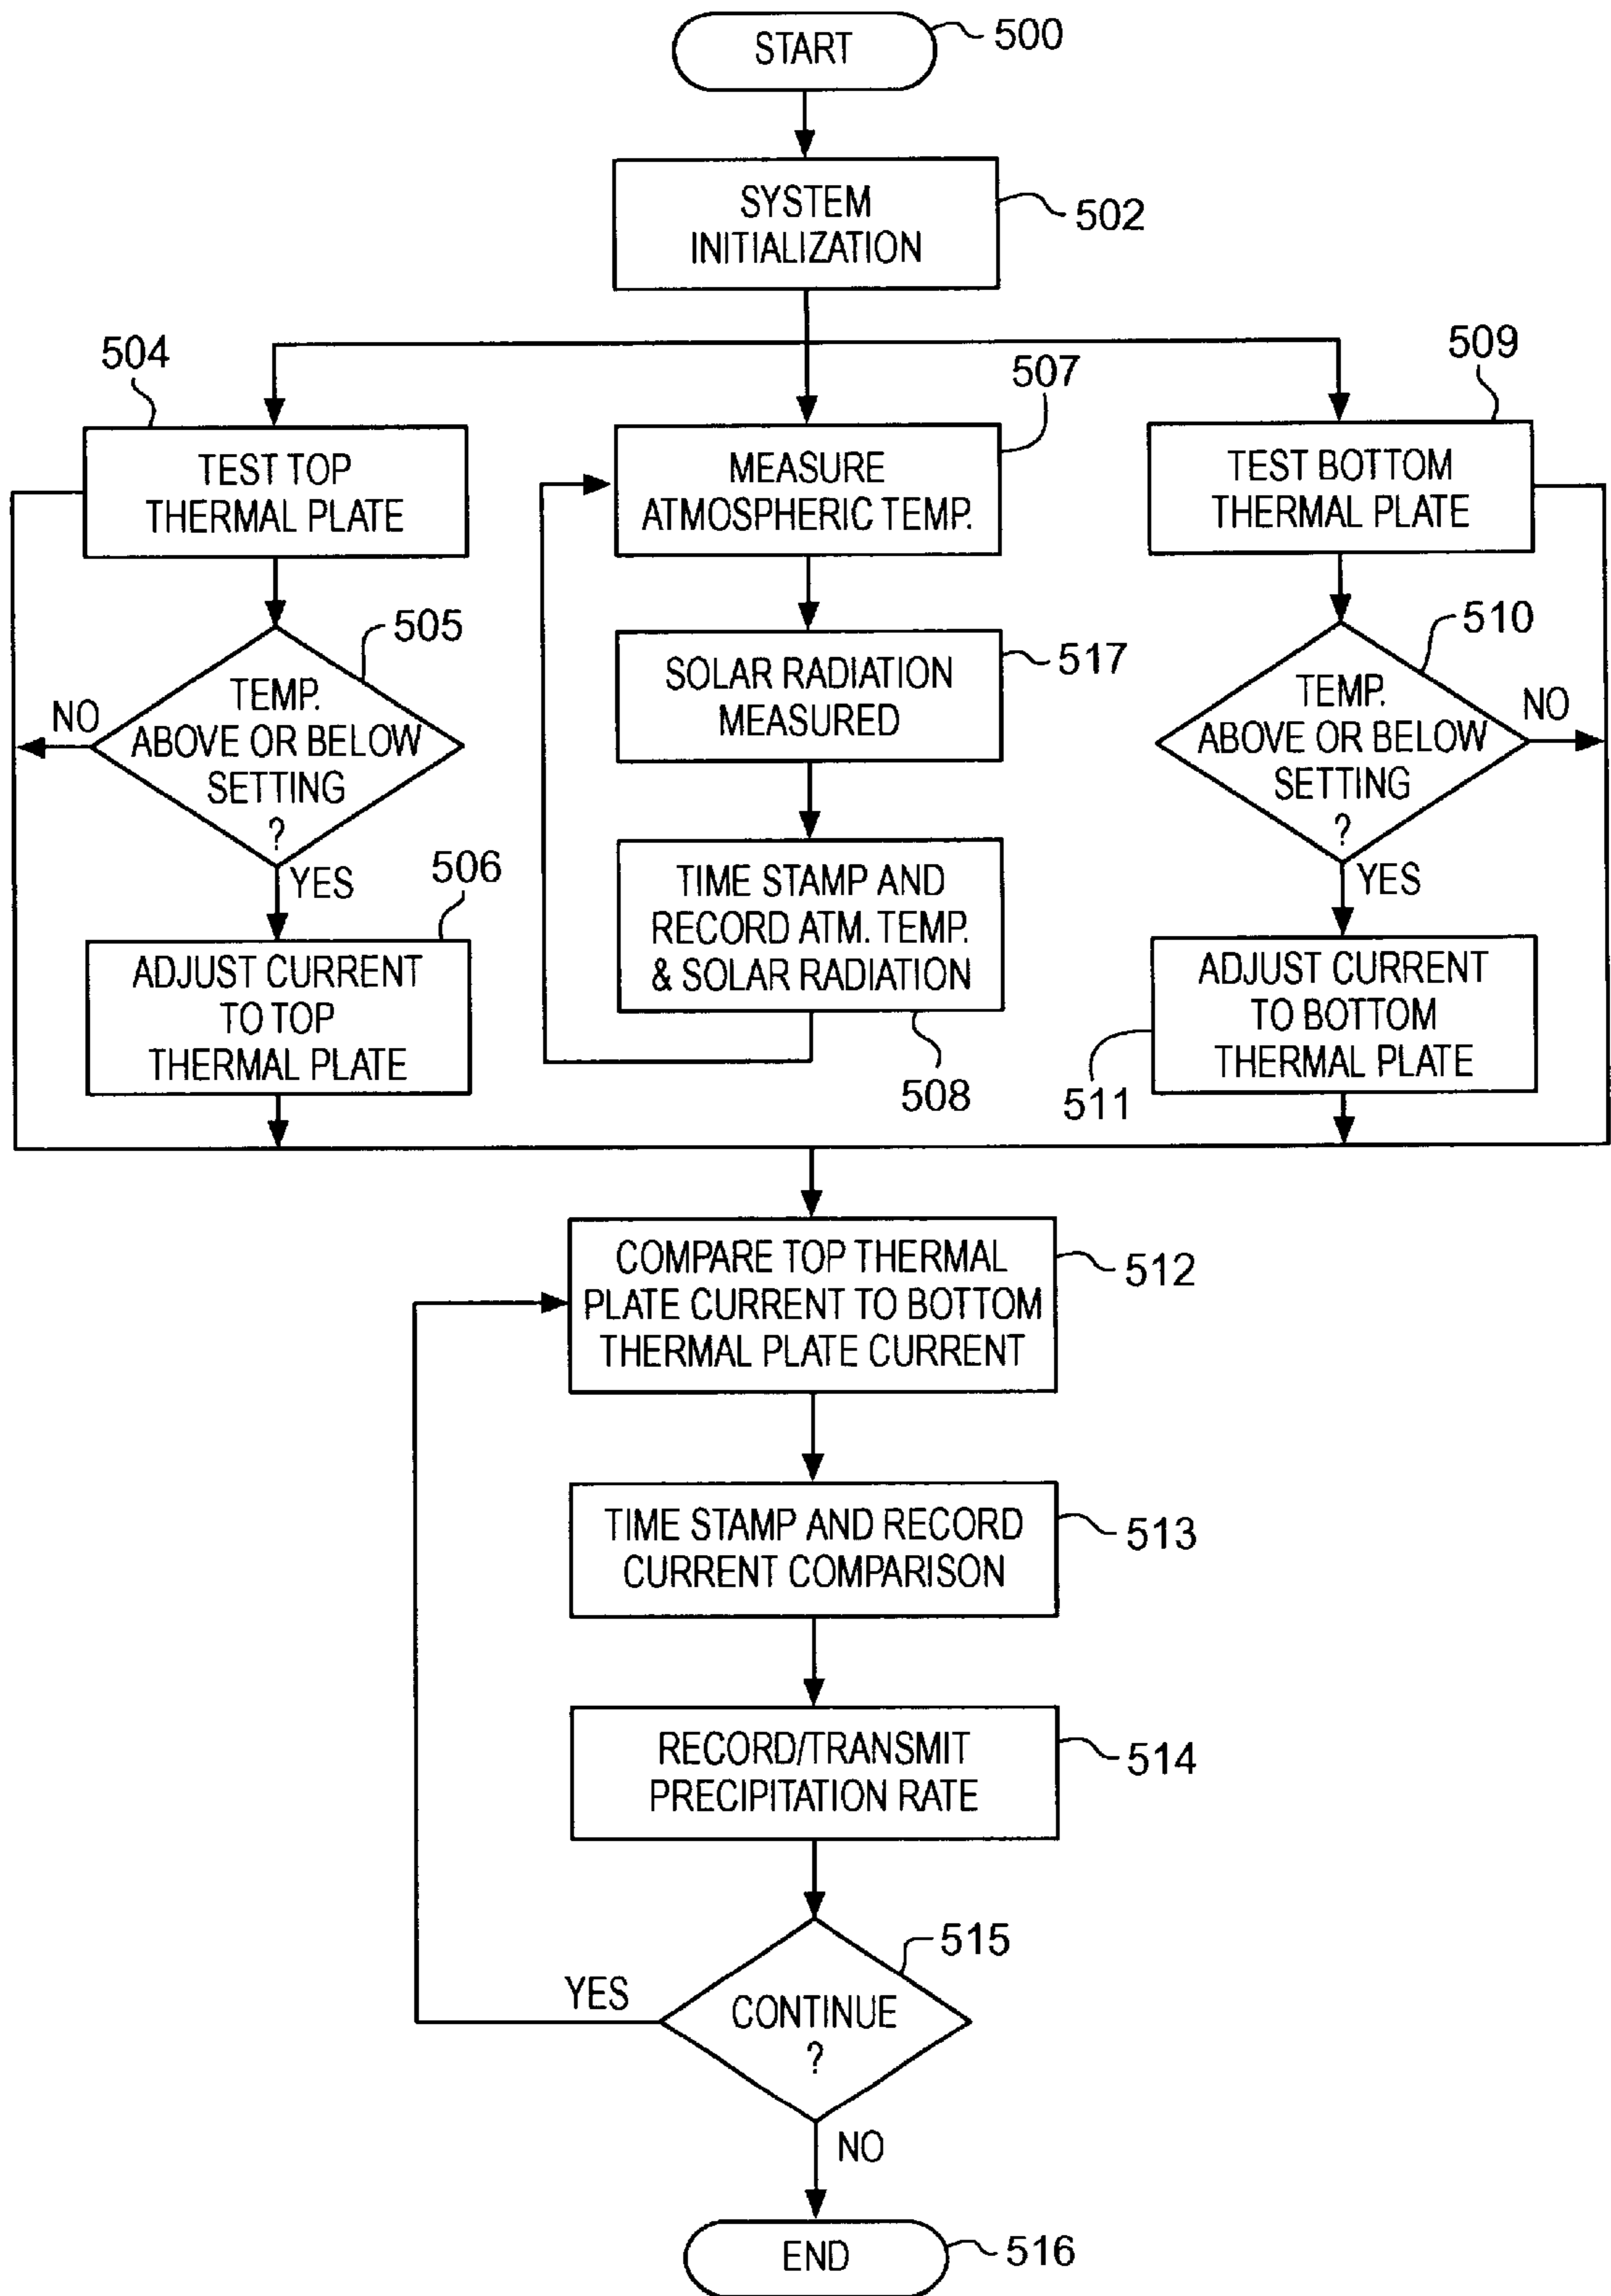 START
500
SYSTEM
INITIALIZATION
502
504
TEST TOP
THERMAL PLATE
507
MEASURE
ATMOSPHERIC TEMP.
509
TEST BOTTOM
THERMAL PLATE
505
TEMP.
ABOVE OR BELOW
SETTING
?
NO
YES
517
SOLAR RADIATION
MEASURED
510
TEMP.
ABOVE OR BELOW
SETTING
?
NO
YES
506
ADJUST CURRENT
TO TOP
THERMAL PLATE
TIME STAMP AND
RECORD ATM. TEMP.
& SOLAR RADIATION
508
ADJUST CURRENT
TO BOTTOM
THERMAL PLATE
511
COMPARE TOP THERMAL
PLATE CURRENT TO BOTTOM
THERMAL PLATE CURRENT
512
TIME STAMP AND RECORD
CURRENT COMPARISON
513
RECORD/TRANSMIT
PRECIPITATION RATE
514
515
YES
CONTINUE
?
NO
END
516